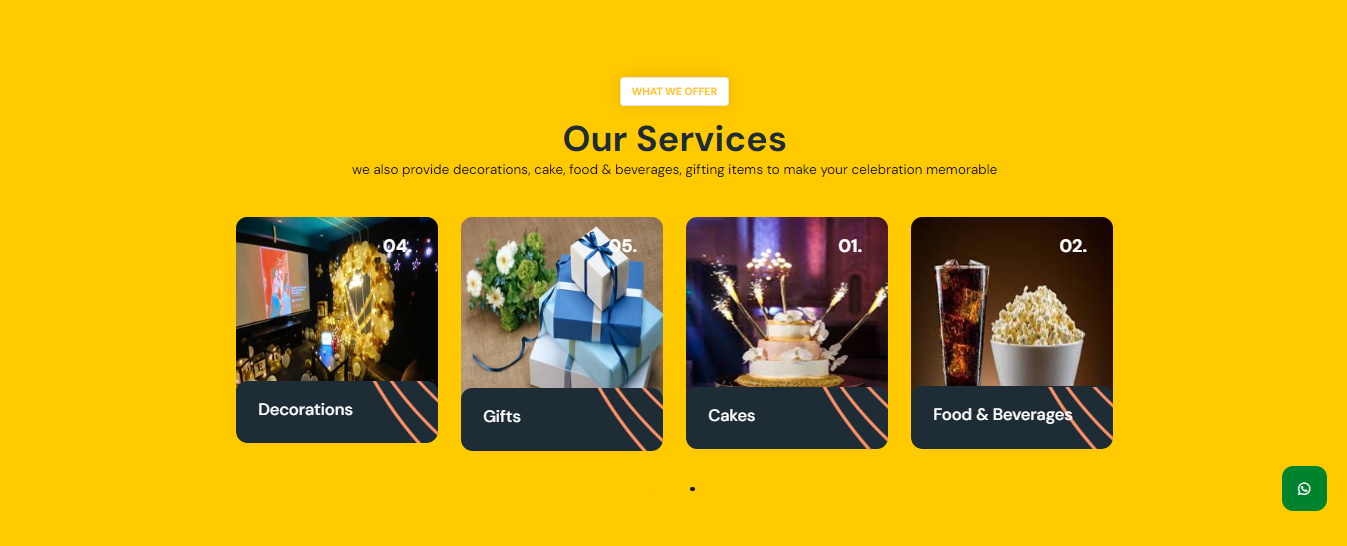 WHAT WE OFFER
Our Services
we also provide decorations, cake, food & beverages, gifting items to make your celebration memorable
04.
05.
01.
02.
Decorations
Gifts
Cakes
Food & Beverages